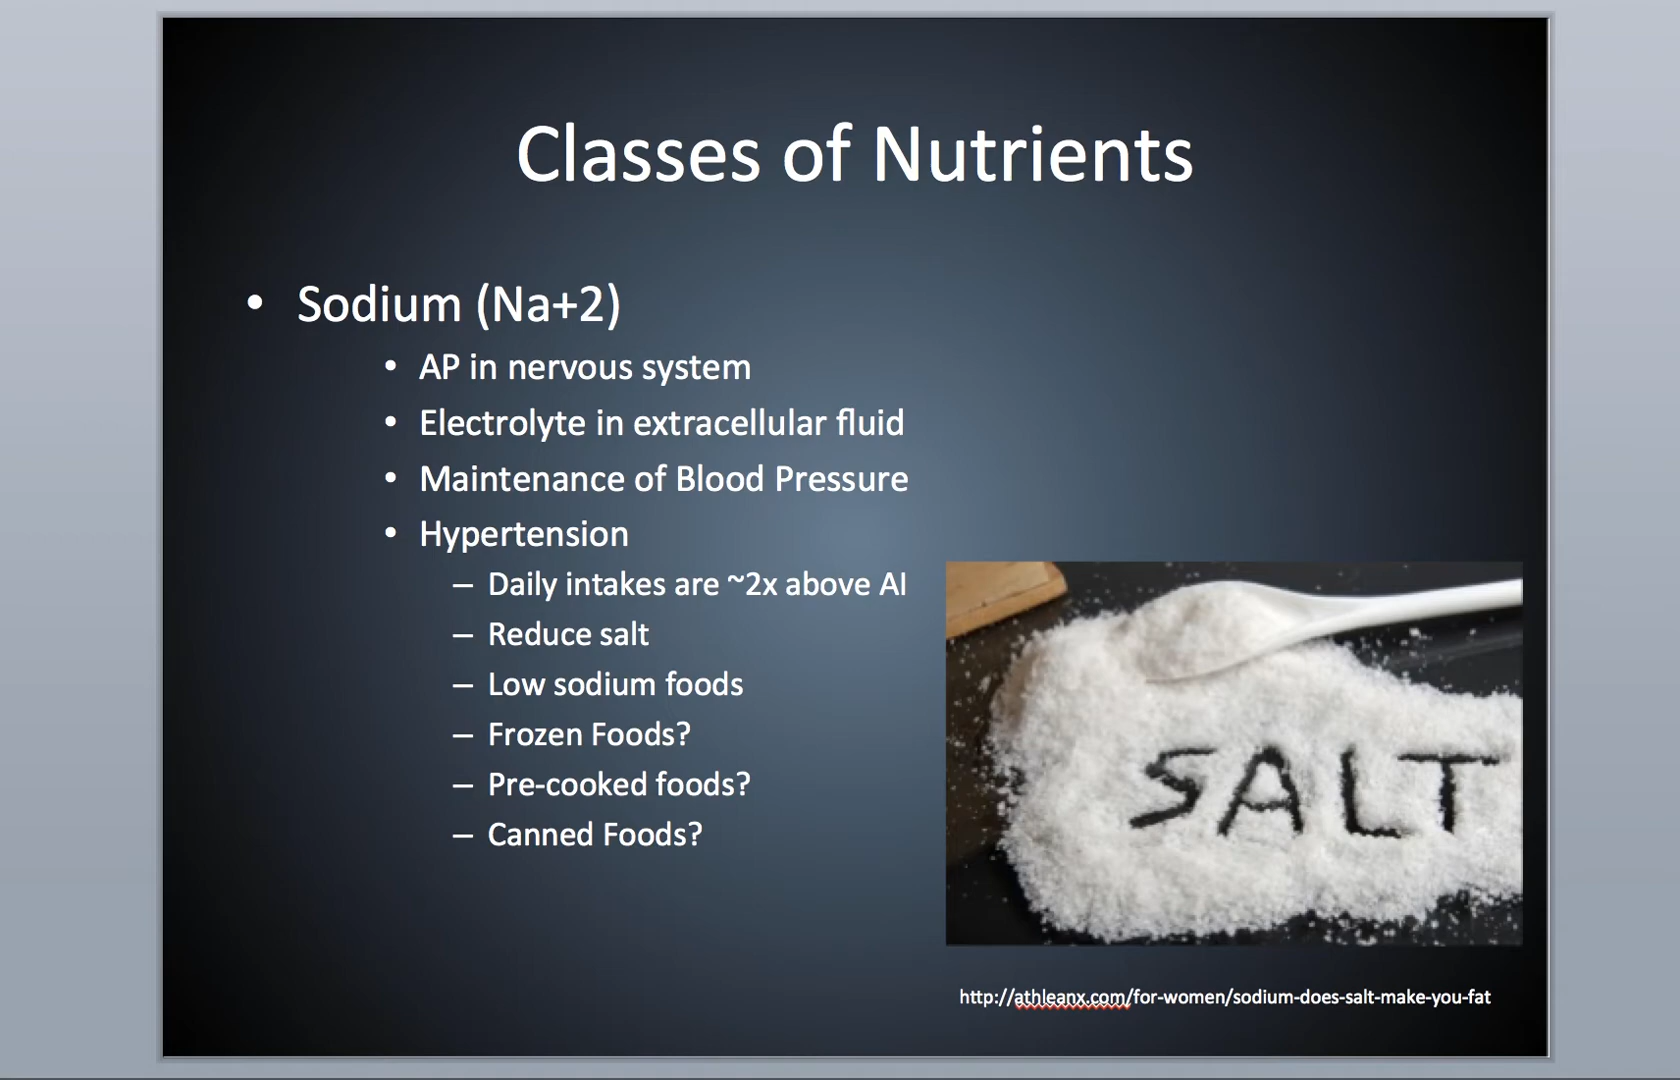 Classes of Nutrients
• Sodium (Na+2)
• AP in nervous system
• Electrolyte in extracellular fluid
• Maintenance of Blood Pressure
• Hypertension
– Daily intakes are ~2x above AI
– Reduce salt
– Low sodium foods
– Frozen Foods?
– Pre-cooked foods?
– Canned Foods?
SALT
http://athleanx.com/for-women/sodium-does-salt-make-you-fat